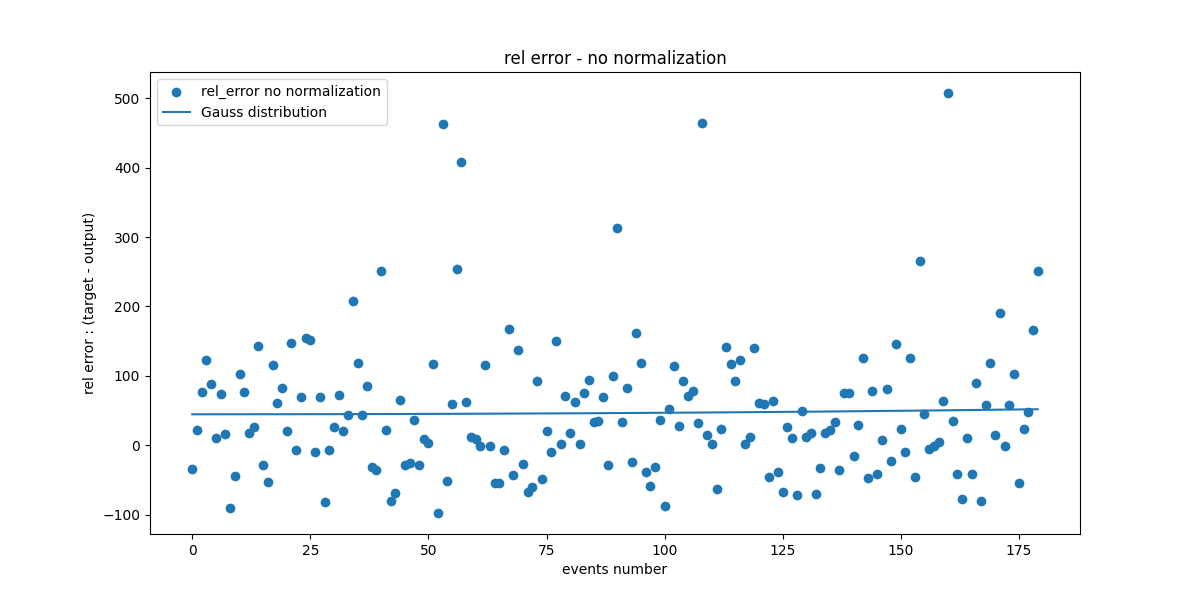 rel error - no normalization
rel_error no normalization
Gauss distribution
rel error : (target - output)
500
400
300
200
100
0
−100
0 25 50 75 100 125 150 175
events number